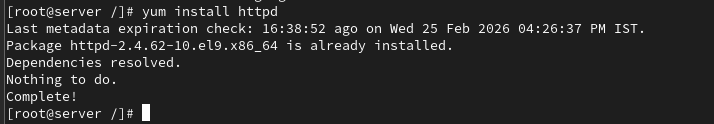 [root@server /]# yum install httpd
Last metadata expiration check: 16:38:52 ago on Wed 25 Feb 2026 04:26:37 PM IST.
Package httpd-2.4.62-10.el9.x86_64 is already installed.
Dependencies resolved.
Nothing to do.
Complete!
[root@server /]#